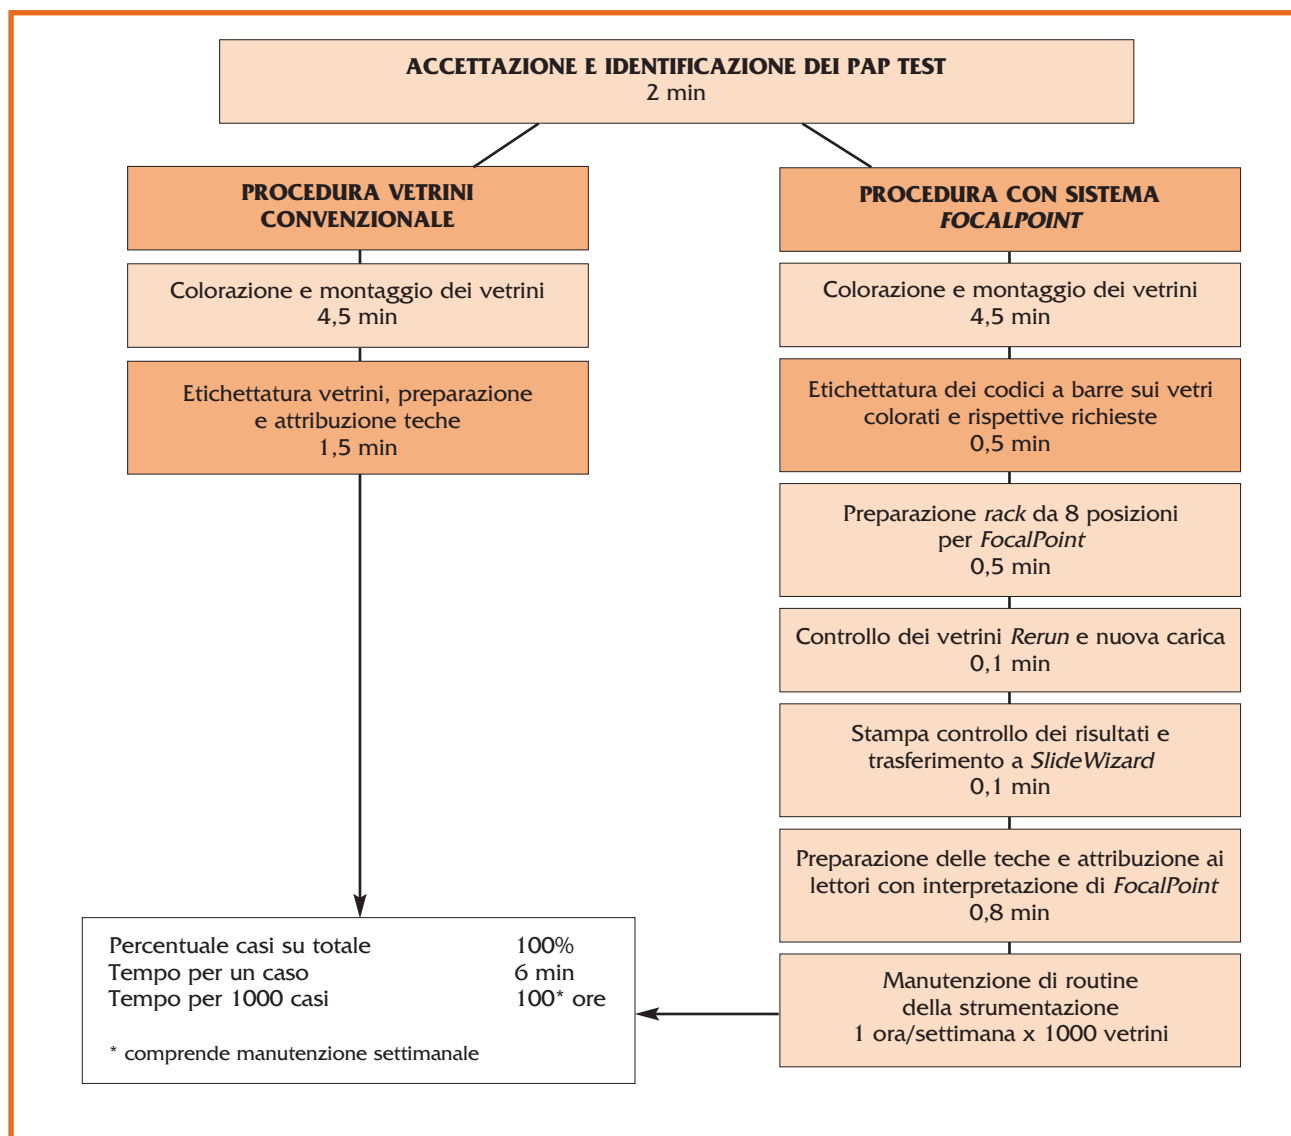 ACCETTAZIONE E IDENTIFICAZIONE DEI PAP TEST
2 min
PROCEDURA VETRINI
CONVENZIONALE
Colorazione e montaggio dei vetrini
4,5 min
Etichettatura vetrini, preparazione
e attribuzione teche
1,5 min
PROCEDURA CON SISTEMA
FOCALPOINT
Colorazione e montaggio dei vetrini
4,5 min
Etichettatura dei codici a barre sui vetri
colorati e rispettive richieste
0,5 min
Preparazione rack da 8 posizioni
per FocalPoint
0,5 min
Controllo dei vetrini Rerun e nuova carica
0,1 min
Stampa controllo dei risultati e
trasferimento a SlideWizard
0,1 min
Preparazione delle teche e attribuzione ai
lettori con interpretazione di FocalPoint
0,8 min
Manutenzione di routine
della strumentazione
1 ora/settimana x 1000 vetrini
Percentuale casi su totale 100%
Tempo per un caso 6 min
Tempo per 1000 casi 100* ore
* comprende manutenzione settimanale